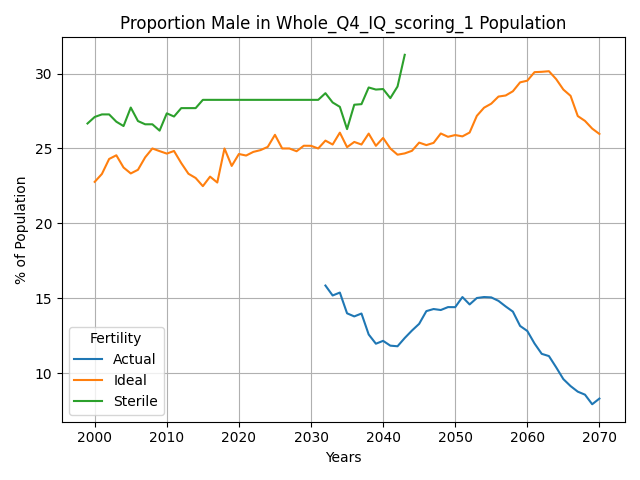 Proportion Male in Whole_Q4_IQ_scoring_1 Population
% of Population
30
25
20
15
10
Fertility
Actual
Ideal
Sterile
2000 2010 2020 2030 2040 2050 2060 2070
Years